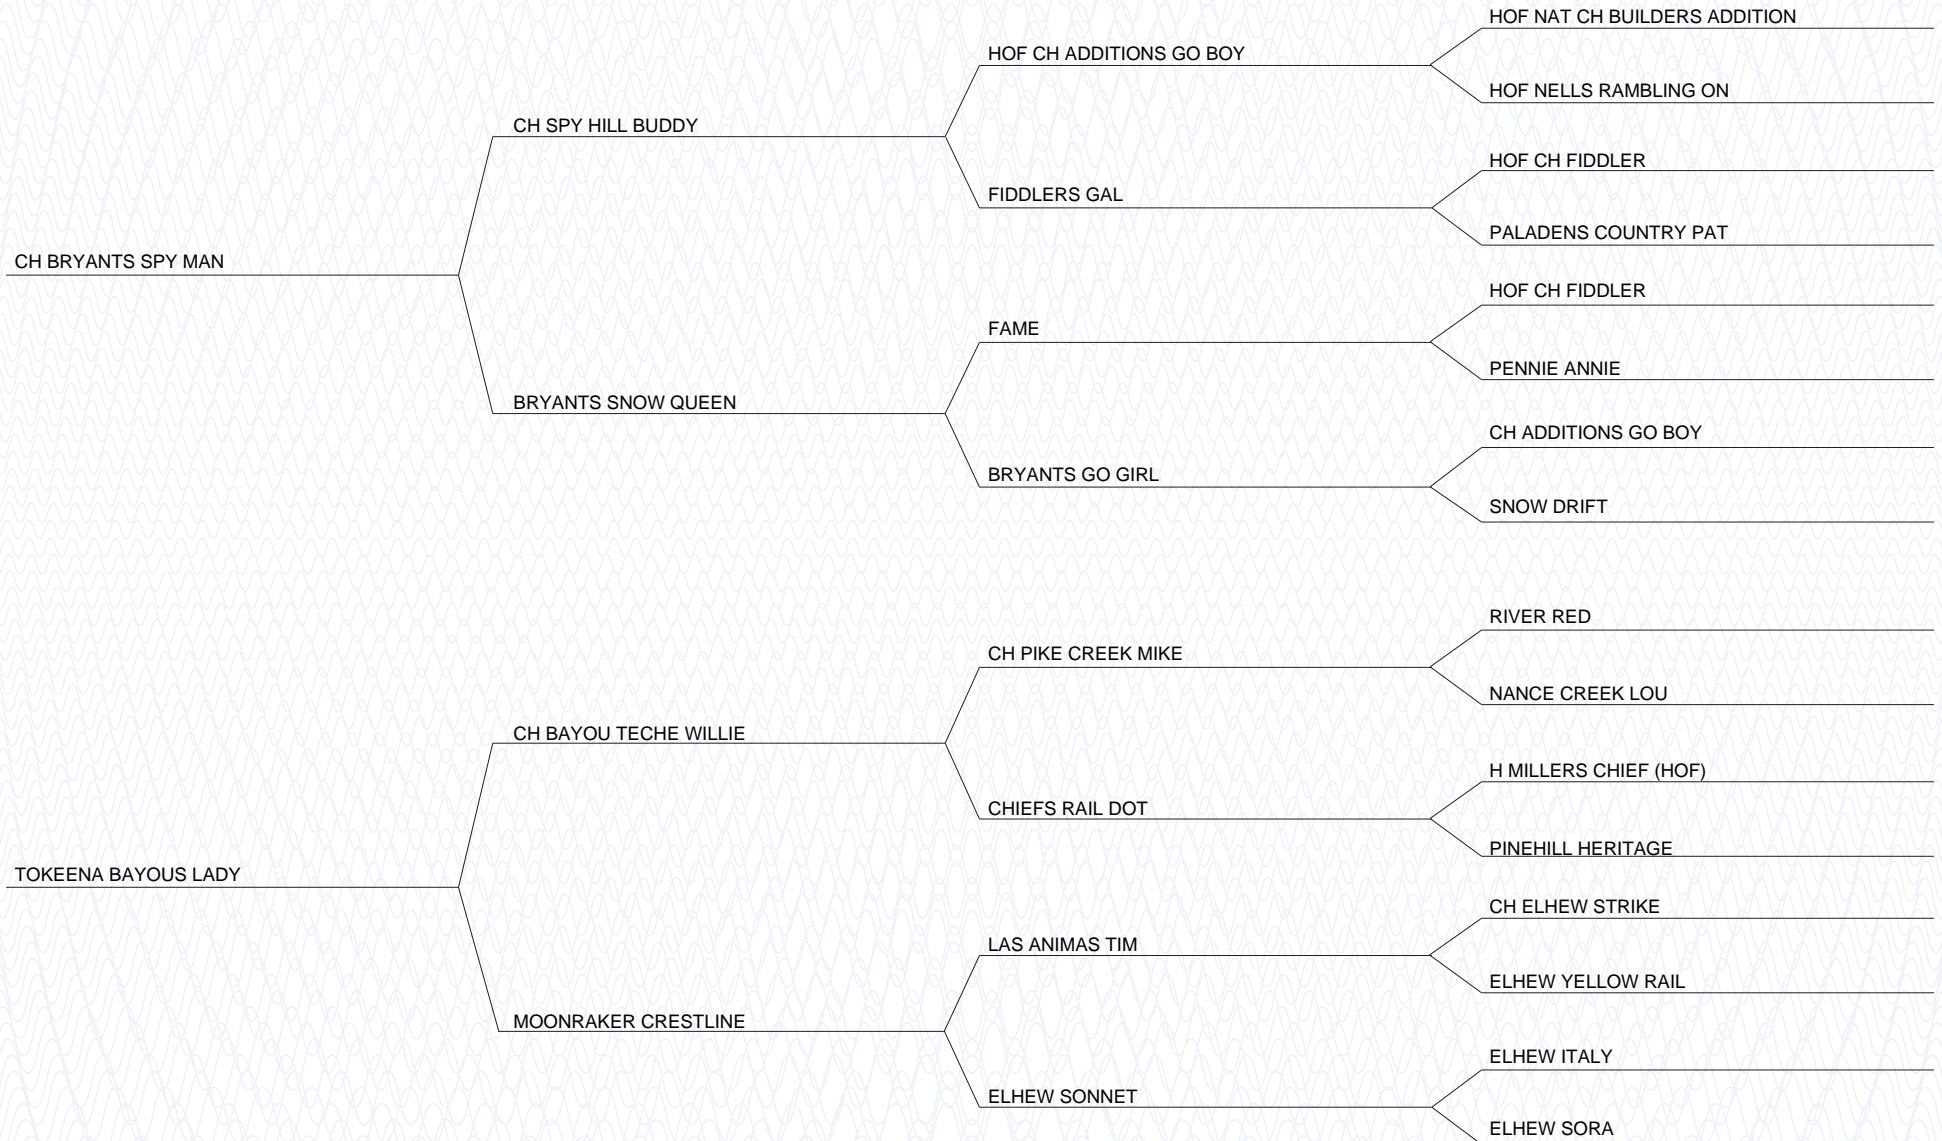 HOF NAT CH BUILDERS ADDITION
HOF CH ADDITIONS GO BOY
HOF NELLS RAMBLING ON
CH SPY HILL BUDDY
HOF CH FIDDLER
FIDDLERS GAL
PALADENS COUNTRY PAT
CH BRYANTS SPY MAN
HOF CH FIDDLER
FAME
PENNIE ANNIE
BRYANTS SNOW QUEEN
CH ADDITIONS GO BOY
BRYANTS GO GIRL
SNOW DRIFT
RIVER RED
CH PIKE CREEK MIKE
NANCE CREEK LOU
CH BAYOU TECHE WILLIE
H MILLERS CHIEF (HOF)
CHIEFS RAIL DOT
PINEHILL HERITAGE
TOKEENA BAYOUS LADY
CH ELHEW STRIKE
LAS ANIMAS TIM
ELHEW YELLOW RAIL
MOONRAKER CRESTLINE
ELHEW ITALY
ELHEW SONNET
ELHEW SORA